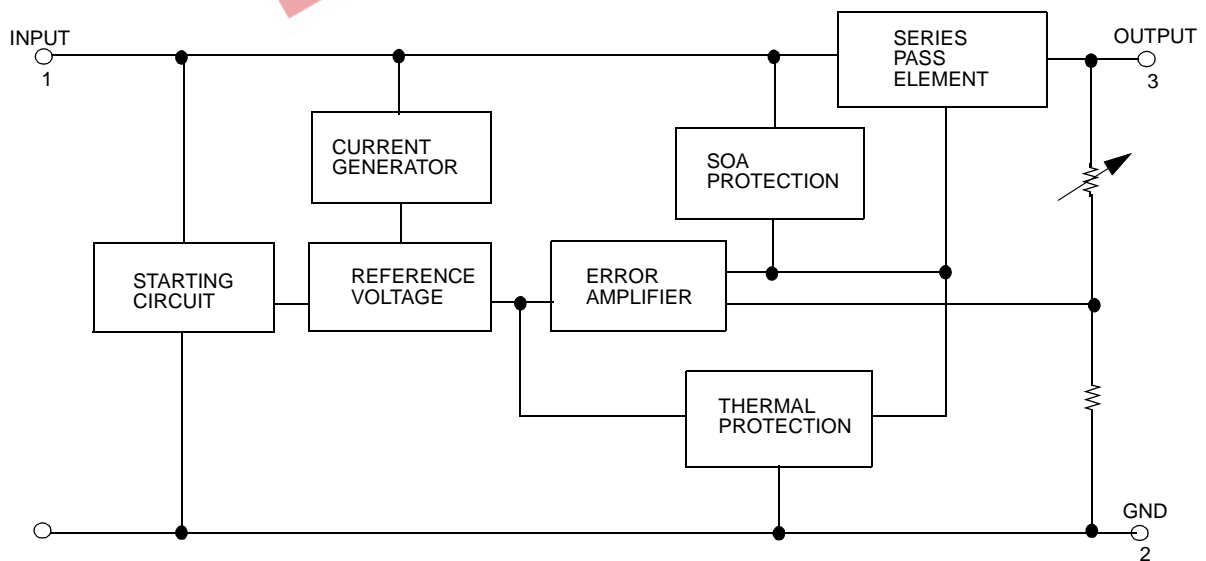 INPUT
1
SERIES
PASS
ELEMENT
OUTPUT
3
CURRENT
GENERATOR
SOA
PROTECTION
STARTING
CIRCUIT
REFERENCE
VOLTAGE
ERROR
AMPLIFIER
THERMAL
PROTECTION
GND
2